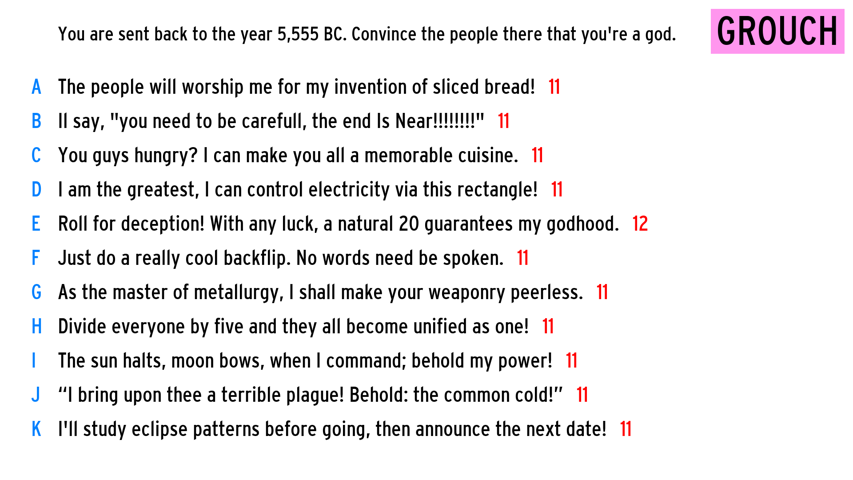 You are sent back to the year 5,555 BC. Convince the people there that you're a god.
GROUCH
A The people will worship me for my invention of sliced bread! 11
B Il say, "you need to be carefull, the end Is Near!!!!!!!!" 11
C You guys hungry? I can make you all a memorable cuisine. 11
D I am the greatest, I can control electricity via this rectangle! 11
E Roll for deception! With any luck, a natural 20 guarantees my godhood. 12
F Just do a really cool backflip. No words need be spoken. 11
G As the master of metallurgy, I shall make your weaponry peerless. 11
H Divide everyone by five and they all become unified as one! 11
I The sun halts, moon bows, when I command; behold my power! 11
J “I bring upon thee a terrible plague! Behold: the common cold!” 11
K I'll study eclipse patterns before going, then announce the next date! 11